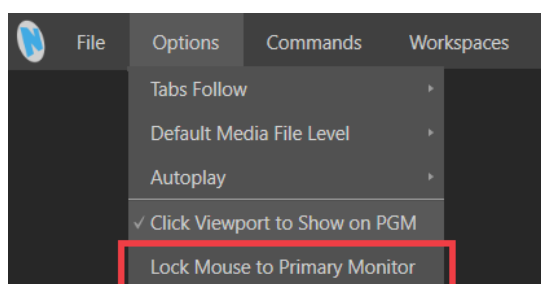 File Options Commands Workspaces
Tabs Follow
Default Media File Level
Autoplay
✓ Click Viewport to Show on PGM
Lock Mouse to Primary Monitor